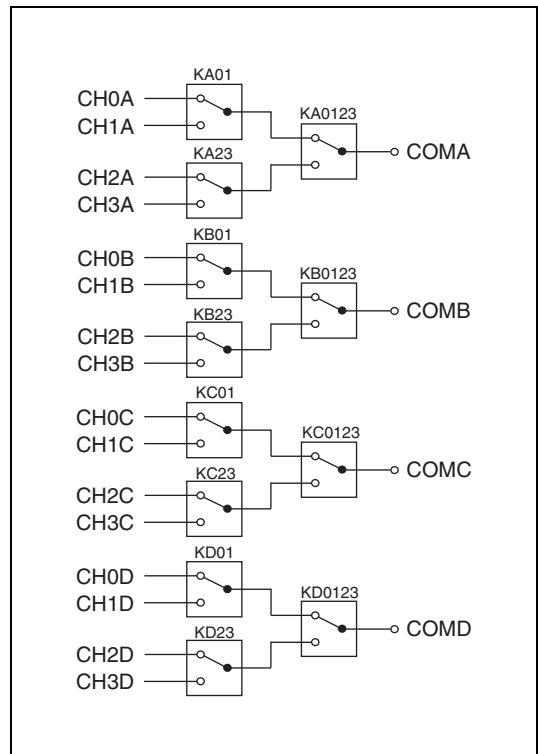 KA01
CH0A
CH1A
KA0123
COMA
KA23
CH2A
CH3A
KB01
CH0B
CH1B
KB0123
COMB
KB23
CH2B
CH3B
KC01
CH0C
CH1C
KC0123
COMC
KC23
CH2C
CH3C
KD01
CH0D
CH1D
KD0123
COMD
KD23
CH2D
CH3D